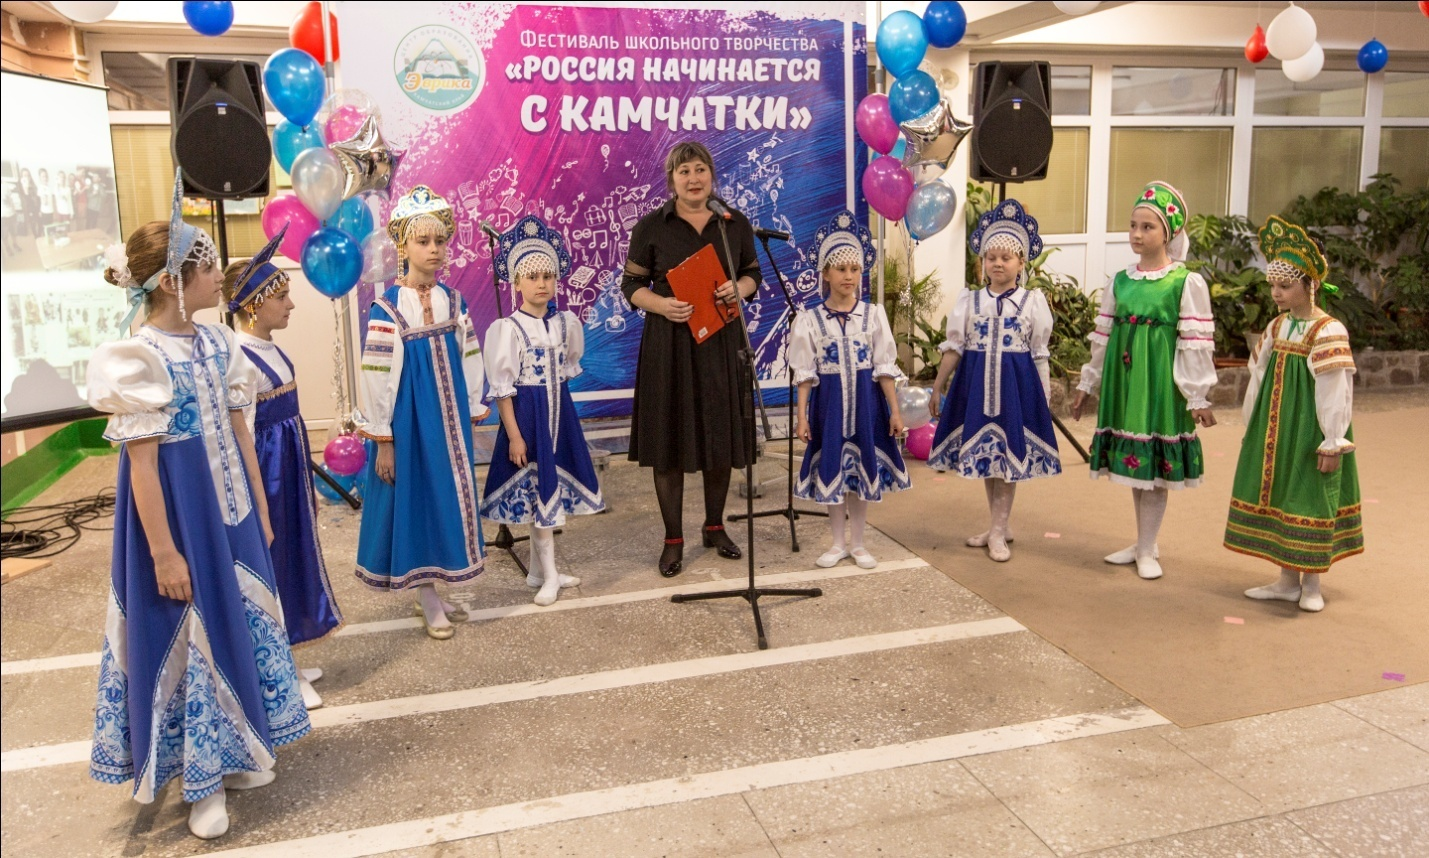 Фестиваль школьного творчества
«РОССИЯ НАЧИНАЕТСЯ
С КАМЧАТКИ»
Эврика